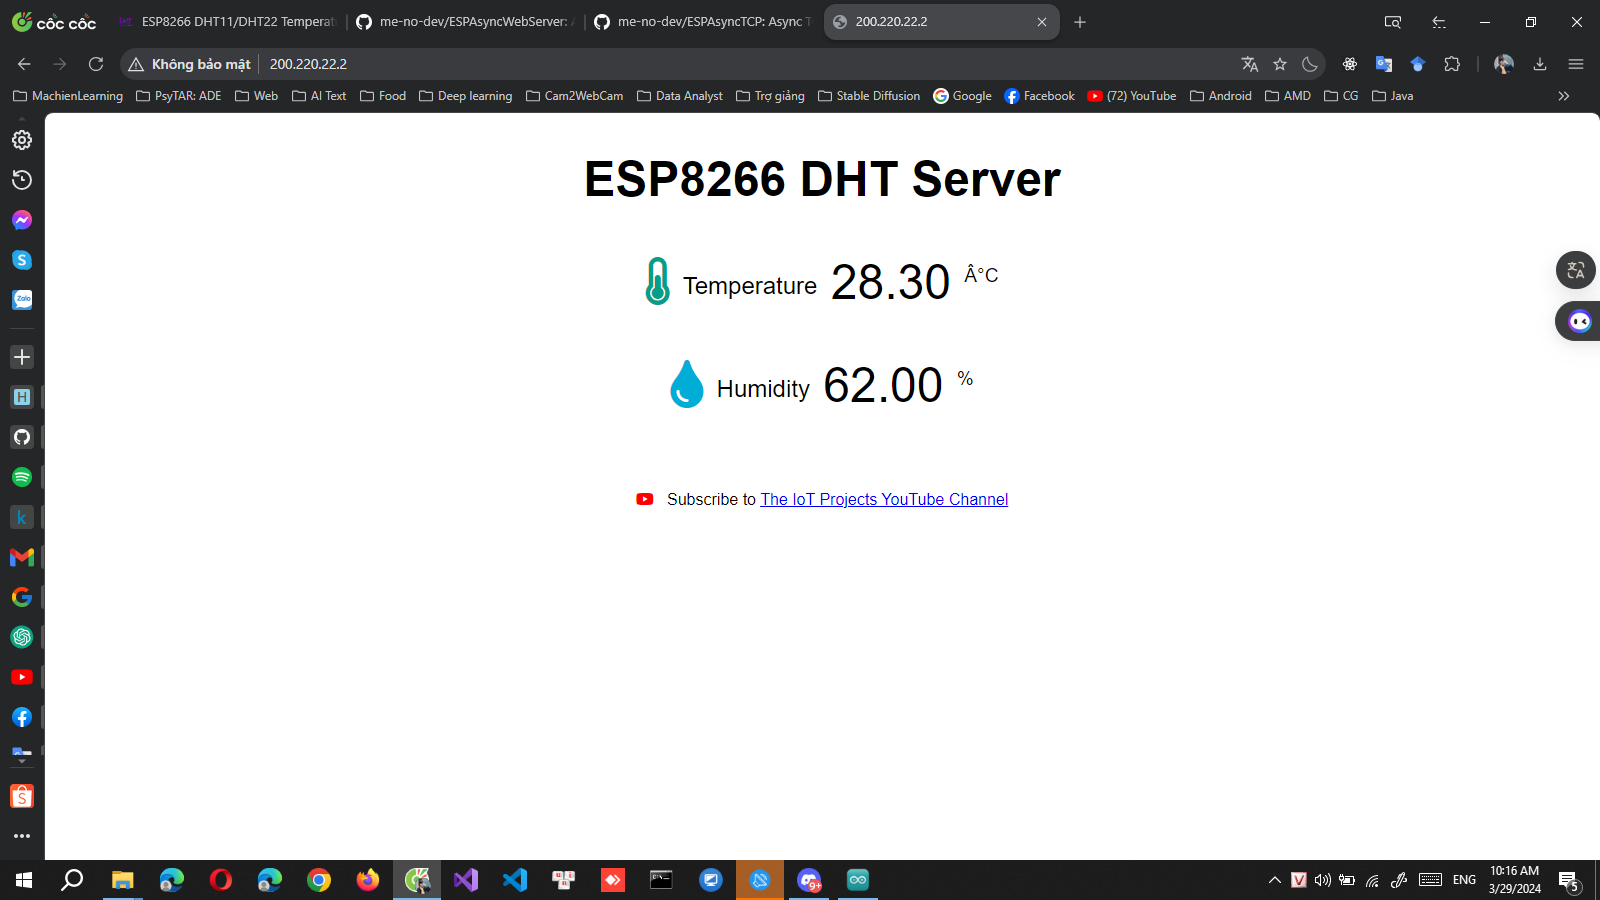 cốc cốc
ESP8266 DHT11/DHT22 Temperat
me-no-dev/ESPAsyncWebServer: A
me-no-dev/ESPAsyncTCP: Async T
200.220.22.2
Không bảo mật
200.220.22.2
MachienLearning
PsyTAR: ADE
Web
AI Text
Food
Deep learning
Cam2WebCam
Data Analyst
Trợ giảng
Stable Diffusion
Google
Facebook
(72) YouTube
Android
AMD
CG
Java
Zalo
H
k
ESP8266 DHT Server
Temperature 28.30 Â°C
Humidity 62.00 %
Subscribe to The IoT Projects YouTube Channel
9+
V
ENG
10:16 AM
3/29/2024
5